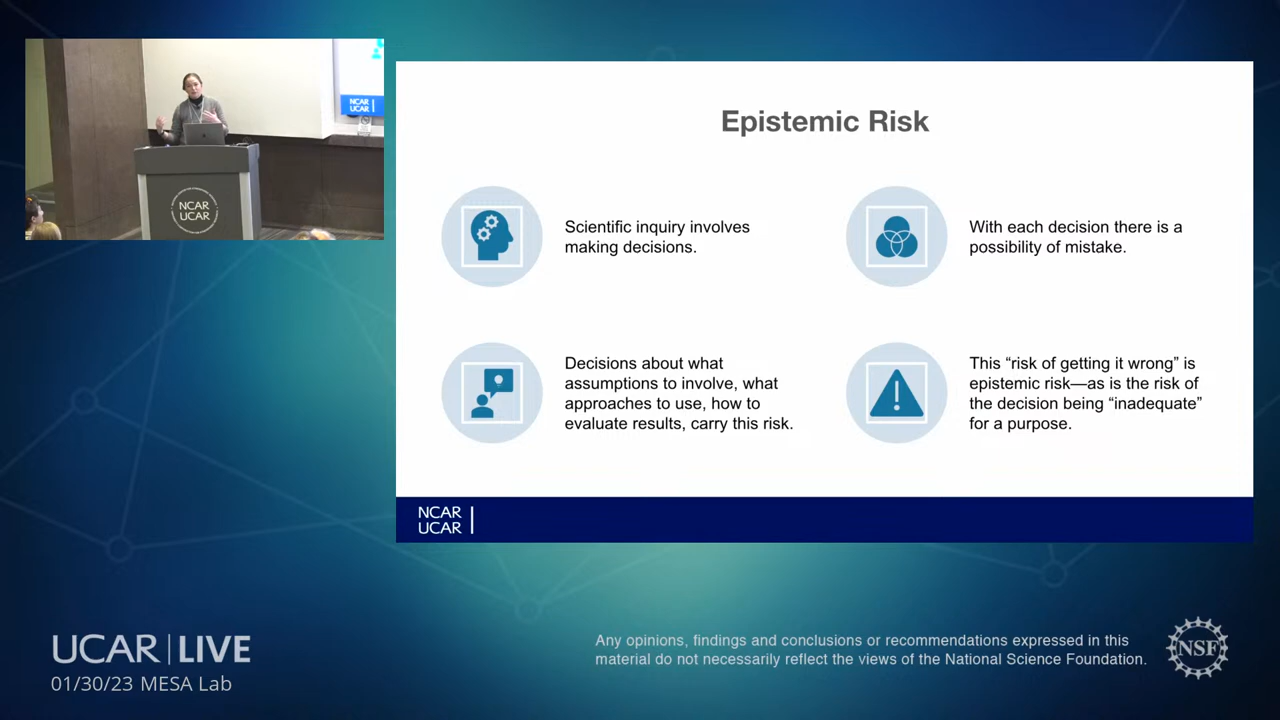 NCAR
UCAR
NCAR
UCAR
Epistemic Risk
Scientific inquiry involves
making decisions.
With each decision there is a
possibility of mistake.
Decisions about what
assumptions to involve, what
approaches to use, how to
evaluate results, carry this risk.
This “risk of getting it wrong” is
epistemic risk—as is the risk of
the decision being “inadequate”
for a purpose.
NCAR
UCAR
UCAR | LIVE
01/30/23 MESA Lab
Any opinions, findings and conclusions or recommendations expressed in this
material do not necessarily reflect the views of the National Science Foundation.
NSF